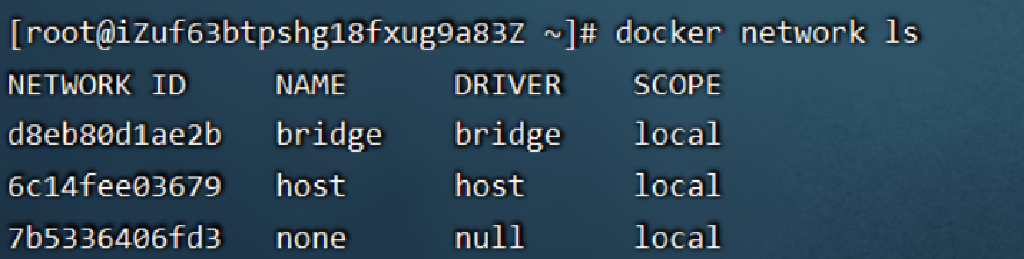 [root@iZuf63btpshg18fxug9a83Z ~]# docker network ls
NETWORK ID     NAME      DRIVER    SCOPE
d8eb80d1ae2b   bridge    bridge    local
6c14fee03679   host      host      local
7b5336406fd3   none      null      local